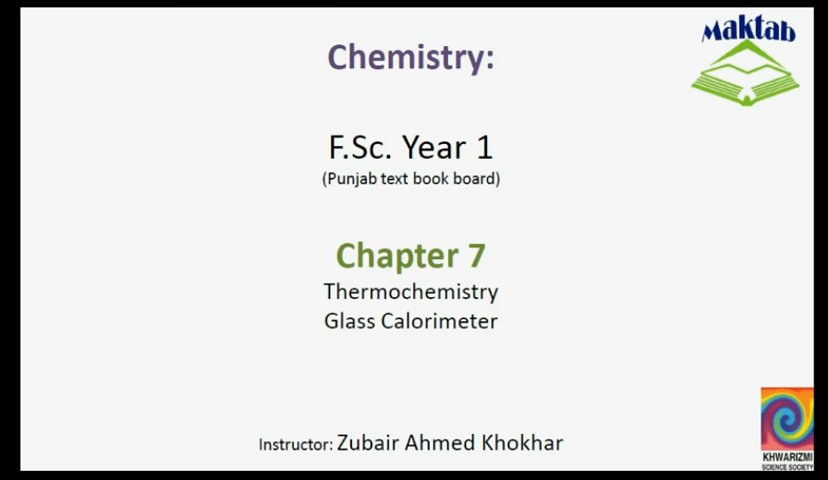 Maktab
Chemistry:
F.Sc. Year 1
(Punjab text book board)
Chapter 7
Thermochemistry
Glass Calorimeter
Instructor: Zubair Ahmed Khokhar
KHWARIZMI
SCIENCE SOCIETY